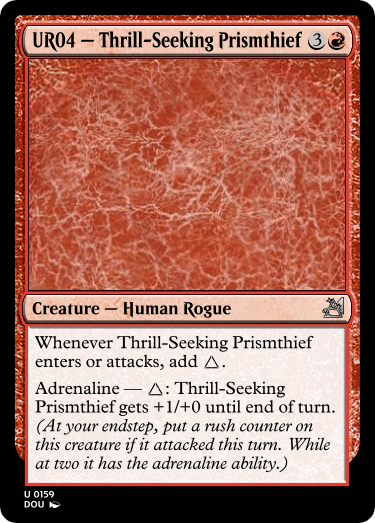 UR04 – Thrill-Seeking Prismthief 3
Creature — Human Rogue
Whenever Thrill-Seeking Prismthief
enters or attacks, add △.
Adrenaline — △: Thrill-Seeking
Prismthief gets +1/+0 until end of turn.
(At your endstep, put a rush counter on
this creature if it attacked this turn. While
at two it has the adrenaline ability.)
U 0159
DOU